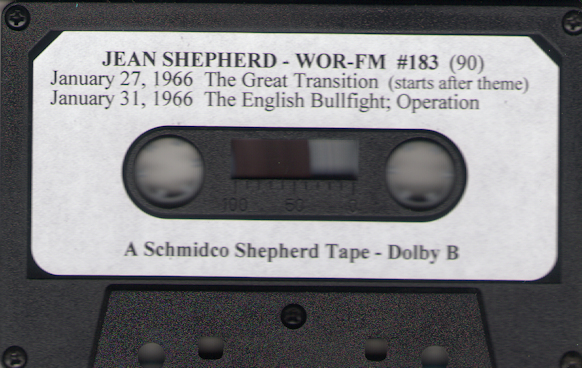 JEAN SHEPHERD - WOR-FM #183 (90)
January 27, 1966 The Great Transition (starts after theme)
January 31, 1966 The English Bullfight; Operation
100 50 0
A Schmidco Shepherd Tape - Dolby B